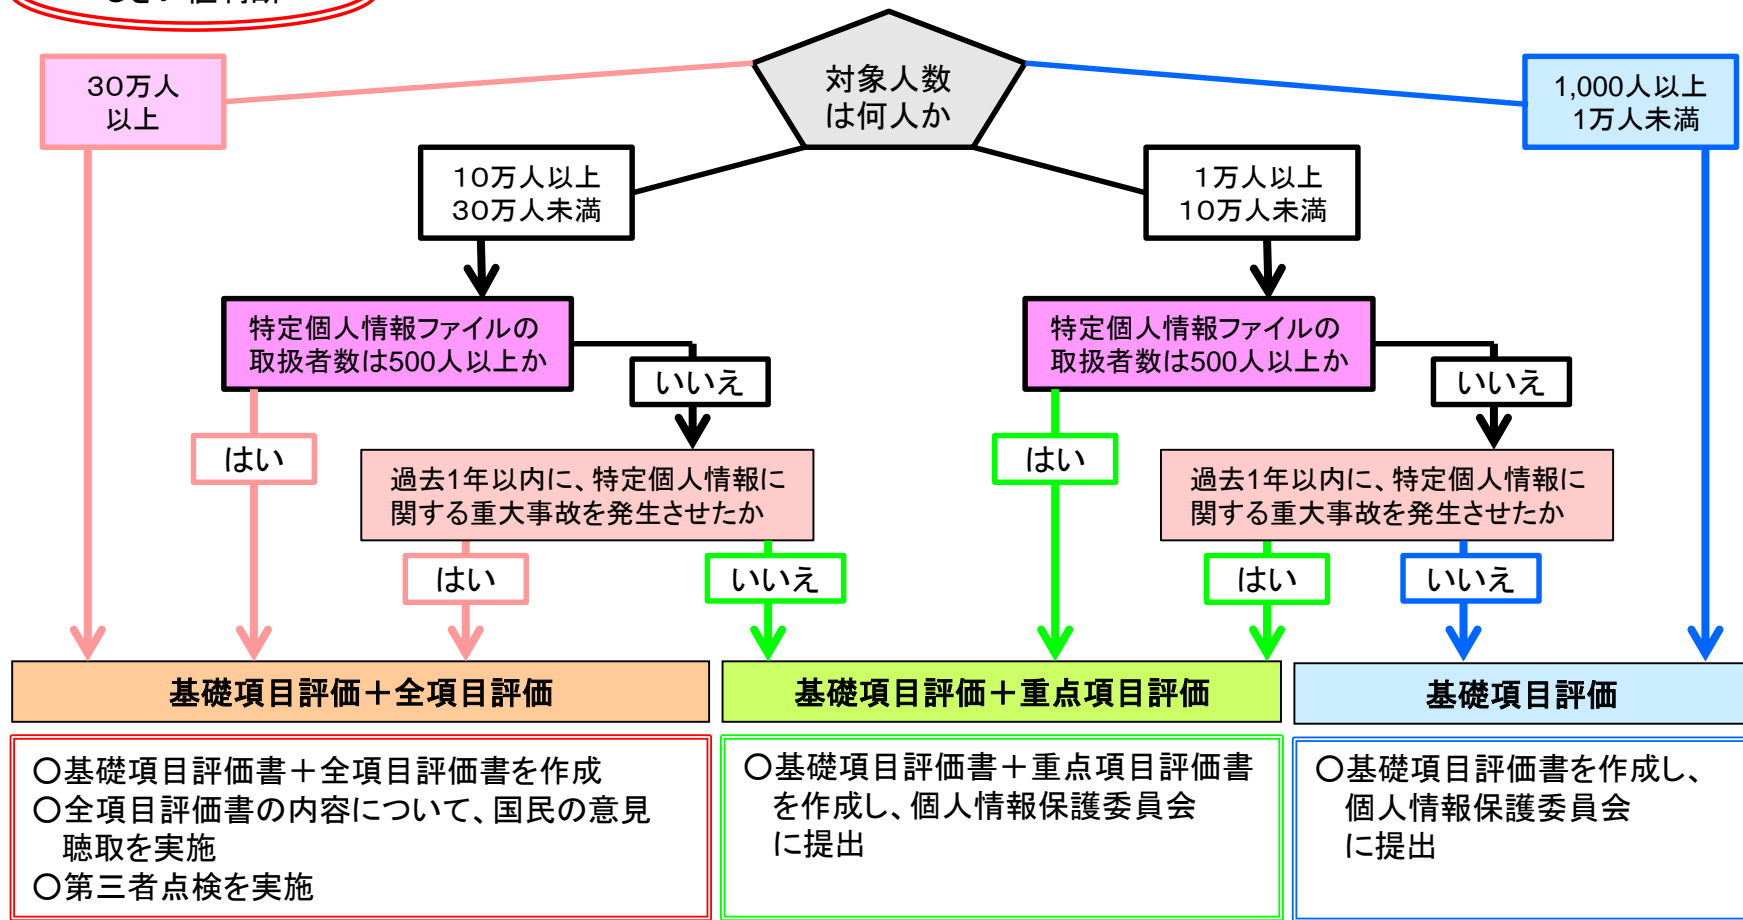 対象人数
は何人か
30万人
以上
1,000人以上
1万人未満
10万人以上
30万人未満
1万人以上
10万人未満
特定個人情報ファイルの
取扱者数は500人以上か
特定個人情報ファイルの
取扱者数は500人以上か
いいえ
いいえ
はい
はい
過去1年以内に、特定個人情報に
関する重大事故を発生させたか
過去1年以内に、特定個人情報に
関する重大事故を発生させたか
はい
いいえ
はい
いいえ
基礎項目評価＋全項目評価
基礎項目評価＋重点項目評価
基礎項目評価
○基礎項目評価書＋全項目評価書を作成
○全項目評価書の内容について、国民の意見
聴取を実施
○第三者点検を実施
○基礎項目評価書＋重点項目評価書
を作成し、個人情報保護委員会
に提出
○基礎項目評価書を作成し、
個人情報保護委員会
に提出